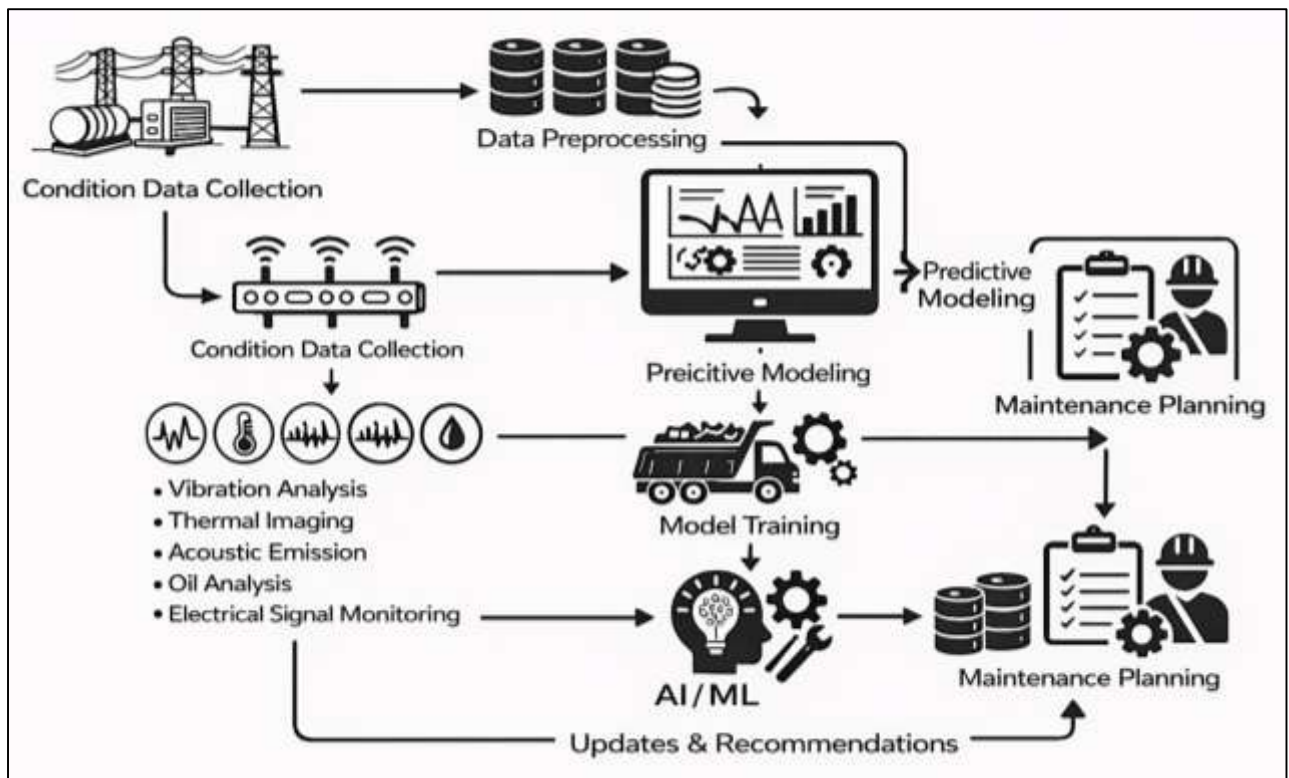 Data Preprocessing
Condition Data Collection
Predictive
Modeling
Condition Data Collection
Preicitive Modeling
Maintenance Planning
• Vibration Analysis
• Thermal Imaging
• Acoustic Emission
• Oil Analysis
• Electrical Signal Monitoring
Model Training
AI/ML
Maintenance Planning
Updates & Recommendations